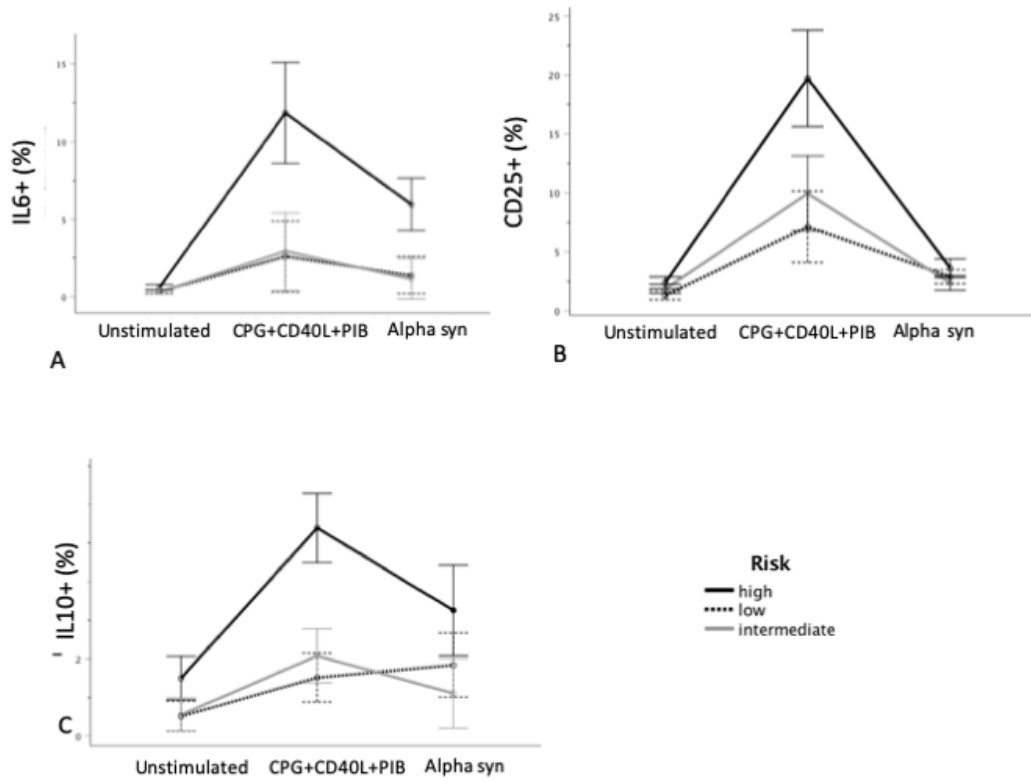 IL6+ (%)
15
10
5
0
Unstimulated CPG+CD40L+PIB Alpha syn
A
CD25+ (%)
25
20
15
10
5
0
Unstimulated CPG+CD40L+PIB Alpha syn
B
IL10+ (%)
2
0
Unstimulated CPG+CD40L+PIB Alpha syn
C
Risk
high
low
intermediate